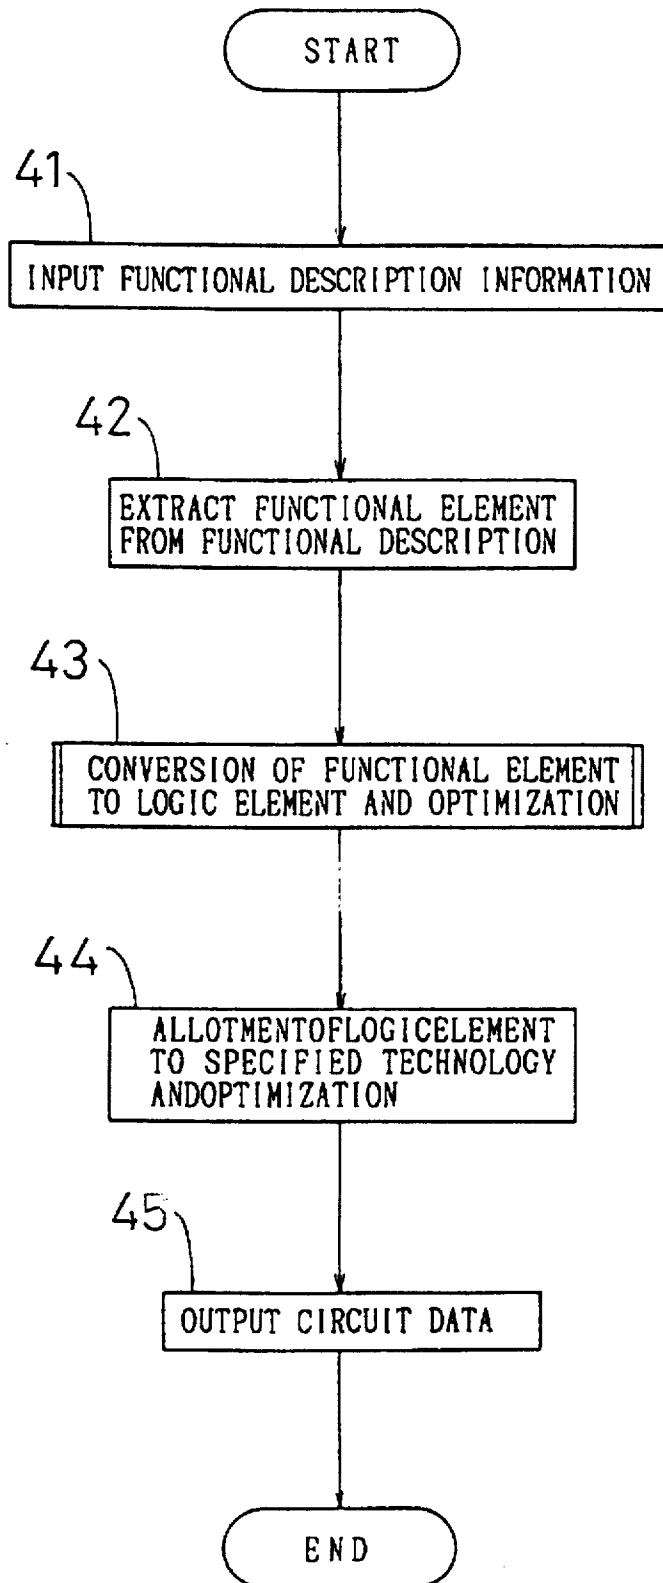 START
41
INPUT FUNCTIONAL DESCRIPTION INFORMATION
42
EXTRACT FUNCTIONAL ELEMENT
FROM FUNCTIONAL DESCRIPTION
43
CONVERSION OF FUNCTIONAL ELEMENT
TO LOGIC ELEMENT AND OPTIMIZATION
44
ALLOTMENTOFLOGICELEMENT
TO SPECIFIED TECHNOLOGY
ANDOPTIMIZATION
45
OUTPUT CIRCUIT DATA
END